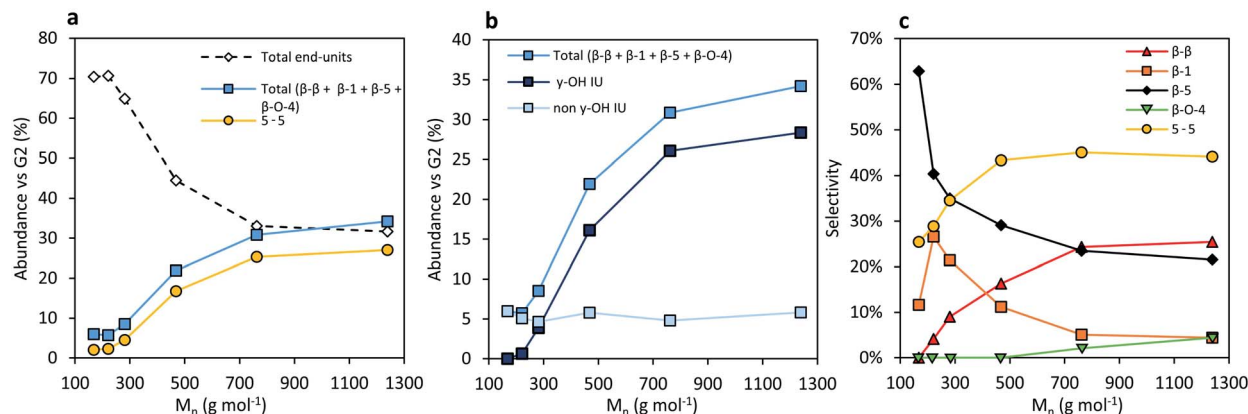 a
80
70
60
50
40
30
20
10
0
Abundance vs G2 (%)
Total end-units
Total (β-β + β-1 + β-5 +
β-O-4)
5-5
100 300 500 700 900 1100 1300
Mn (g mol-1)
b
40
35
30
25
20
15
10
5
0
Abundance vs G2 (%)
Total (β-β + β-1 + β-5 + β-O-4)
y-OH IU
non y-OH IU
100 300 500 700 900 1100 1300
Mn (g mol-1)
c
70%
60%
50%
40%
30%
20%
10%
0%
Selectivity
β-β
β-1
β-5
β-O-4
5-5
100 300 500 700 900 1100 1300
Mn (g mol-1)